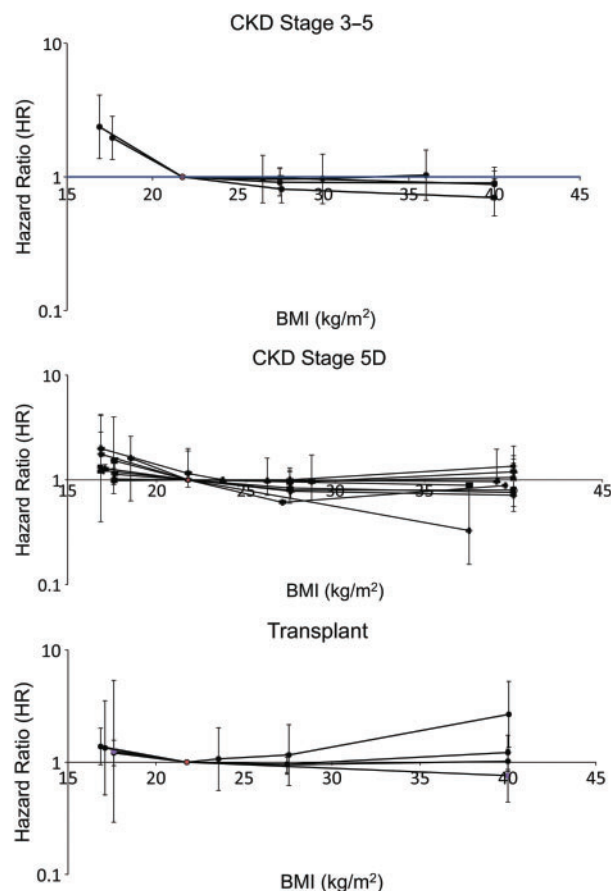 CKD Stage 3–5
10
Hazard Ratio (HR)
1
15 20 25 30 35 40 45
0.1
BMI (kg/m²)
CKD Stage 5D
10
Hazard Ratio (HR)
1
15 20 25 30 35 40 45
0.1
BMI (kg/m²)
Transplant
10
Hazard Ratio (HR)
1
15 20 25 30 35 40 45
0.1
BMI (kg/m²)